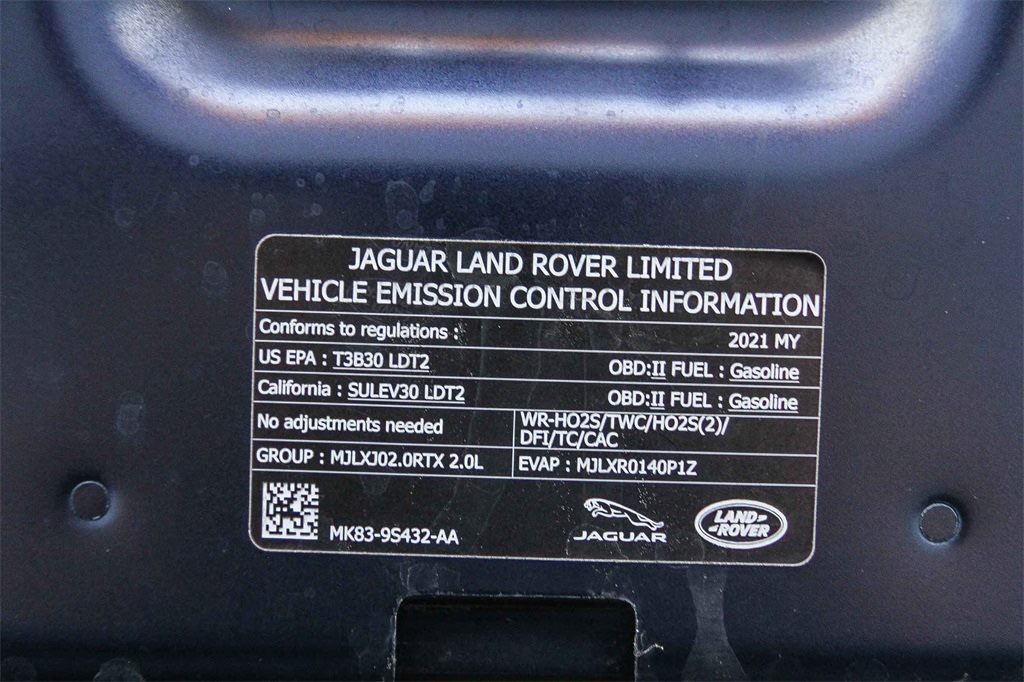 JAGUAR LAND ROVER LIMITED
VEHICLE EMISSION CONTROL INFORMATION
Conforms to regulations : 2021 MY
US EPA : T3B30 LDT2 OBD:II FUEL : Gasoline
California : SULEV30 LDT2 OBD:II FUEL : Gasoline
No adjustments needed
WR-HO2S/TWC/HO2S(2)/
DFI/TC/CAC
GROUP : MJLXJ02.0RTX 2.0L EVAP : MJLXR0140P1Z
MK83-9S432-AA
JAGUAR
LAND
ROVER